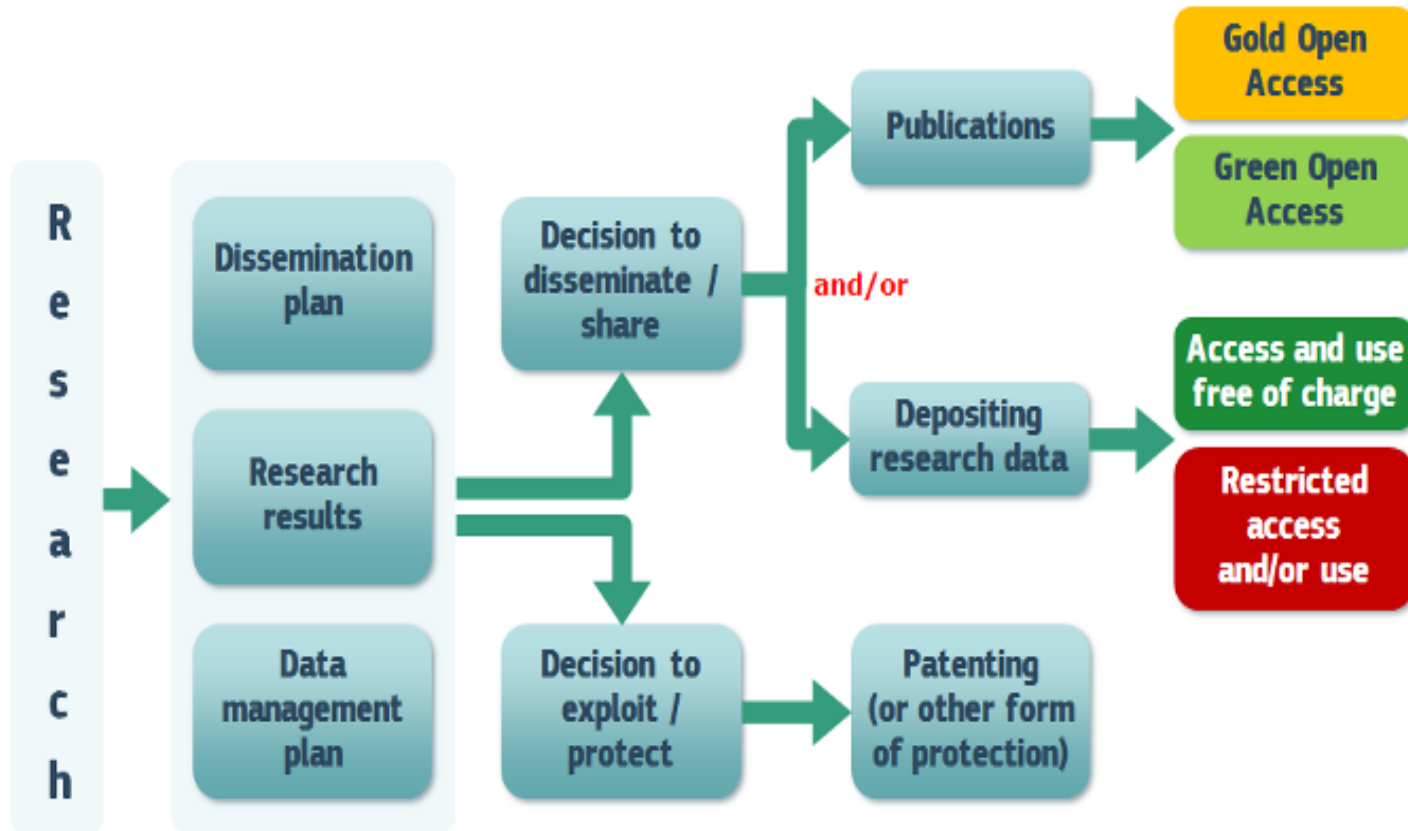 R
e
s
e
a
r
c
h
Dissemination
plan
Research
results
Data
management
plan
Decision to
disseminate /
share
Decision to
exploit /
protect
and/or
Publications
Depositing
research data
Patenting
(or other form
of protection)
Gold Open
Access
Green Open
Access
Access and use
free of charge
Restricted
access
and/or use